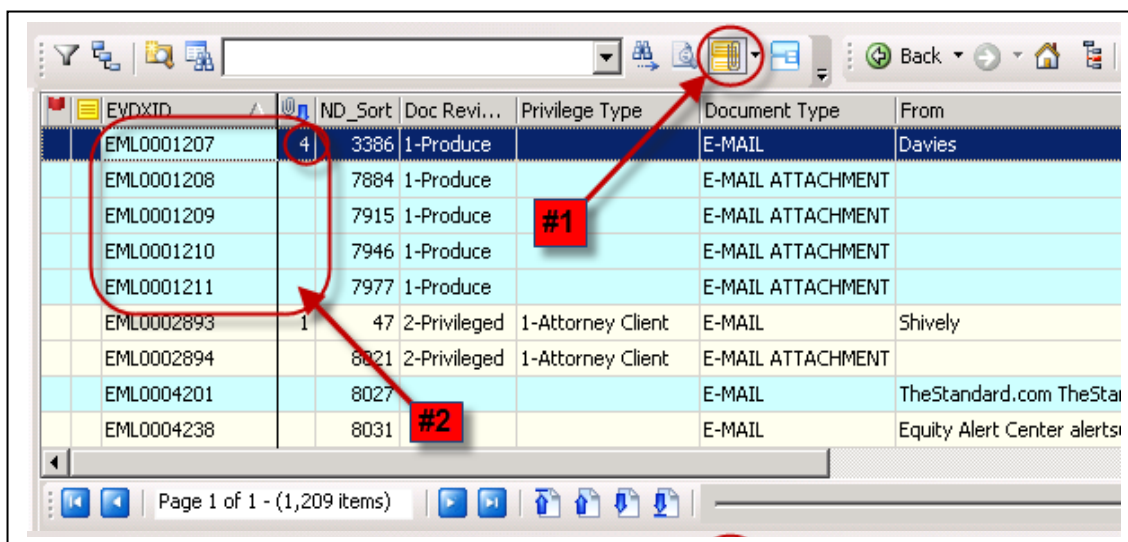 Back
EVDXID ND_Sort Doc Revi... Privilege Type Document Type From
EML0001207 4 3386 1-Produce E-MAIL Davies
EML0001208 7884 1-Produce E-MAIL ATTACHMENT
EML0001209 7915 1-Produce E-MAIL ATTACHMENT
#1
EML0001210 7946 1-Produce E-MAIL ATTACHMENT
EML0001211 7977 1-Produce E-MAIL ATTACHMENT
EML0002893 1 47 2-Privileged 1-Attorney Client E-MAIL Shively
EML0002894 8021 2-Privileged 1-Attorney Client E-MAIL ATTACHMENT
EML0004201 8027 E-MAIL TheStandard.com TheStar
#2
EML0004238 8031 E-MAIL Equity Alert Center alerts
Page 1 of 1 - (1,209 items)